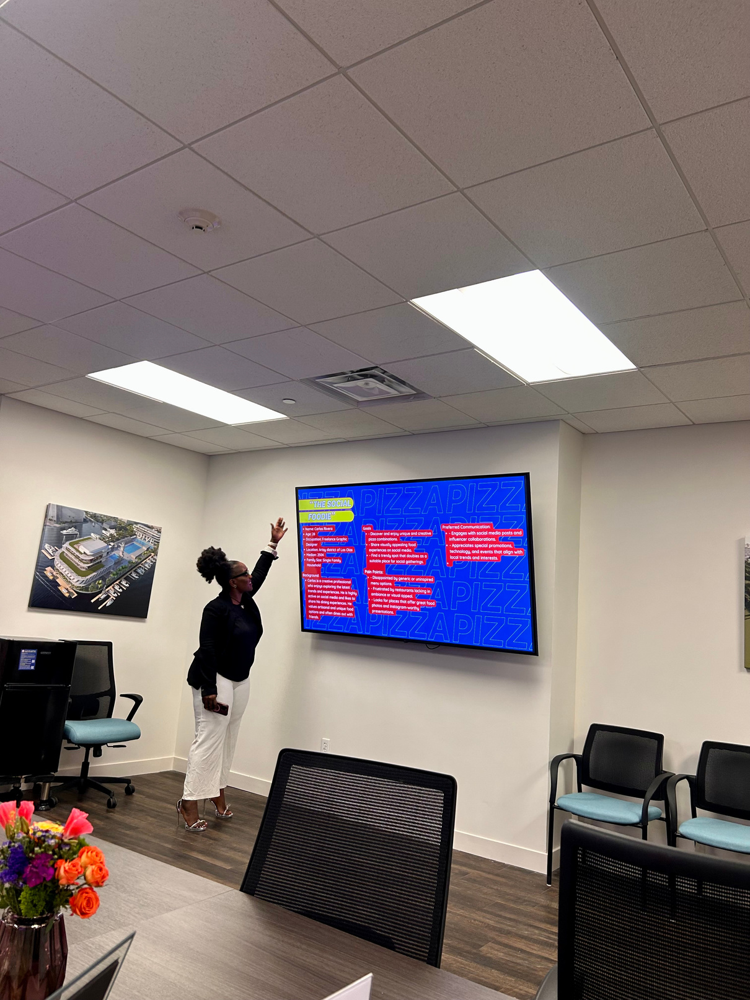 PIZZA PIZZA PIZZ
"THE SOCIAL
FOODIE"
• Name: Carlos Rivera
• Age: 28
• Occupation: Freelance Graphic
Designer
• Location: Artsy district of Las Olas
• Median: 250K
• Family Size: Single Family
Household
Background:
• Carlos is a creative professional
who enjoys exploring the latest
trends and experiences. He is highly
active on social media and likes to
share his dining experiences. He
values artisanal and unique food
options and often dines out with
friends.
Goals
• - Discover and enjoy unique and creative
pizza combinations.
• - Share visually appealing food
experiences on social media.
• - Find a trendy spot that doubles as a
suitable place for social gatherings.
Pain Points:
• - Disappointed by generic or uninspired
menu options.
• - Frustrated by restaurants lacking in
ambiance or visual appeal.
• - Looks for places that offer great food
photos and Instagram-worthy
presentations.
Preferred Communication:
• - Engages with social media posts and
influencer collaborations.
• - Appreciates special promotions,
technology, and events that align with
local trends and interests.